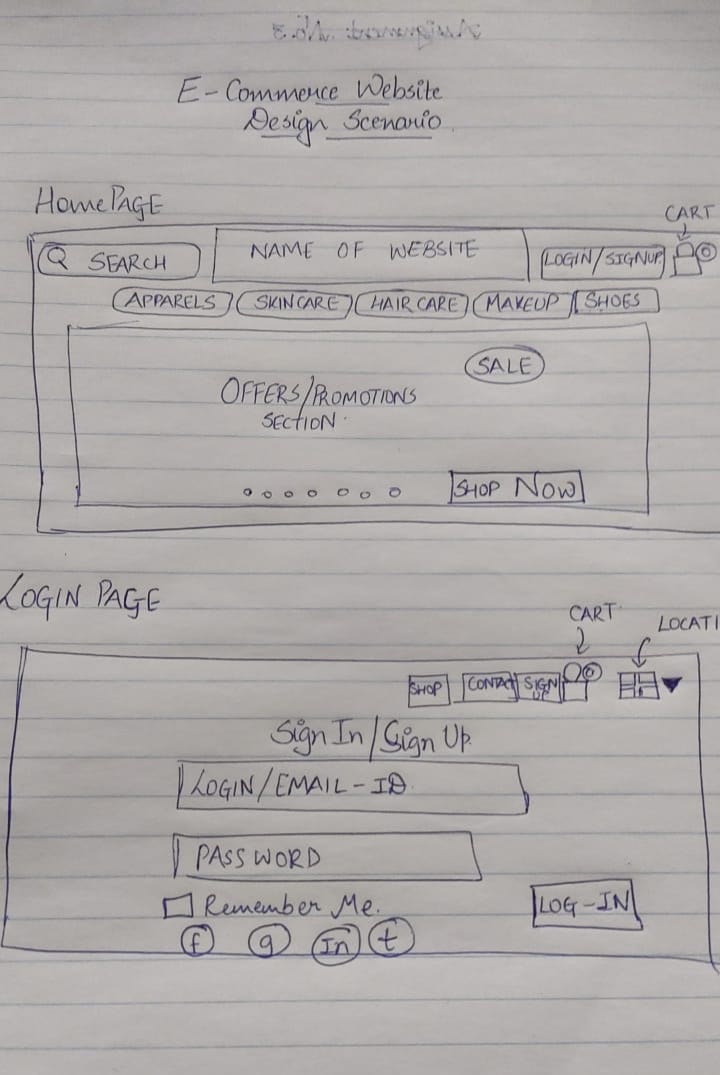 E-Commerce Website
Design Scenario
HomePAGE
CART
SEARCH
NAME OF WEBSITE
LOGIN/SIGNUP
APPARELS
SKINCARE
HAIR CARE
MAKEUP
SHOES
SALE
OFFERS/PROMOTIONS
SECTION.
SHOP NOW
LOGIN PAGE
CART
LOCATI
SHOP
CONTACT
SIGN
UP
Sign In/Sign Up
LOGIN/EMAIL-ID
PASSWORD
Remember Me.
LOG-IN
f
g
In
t